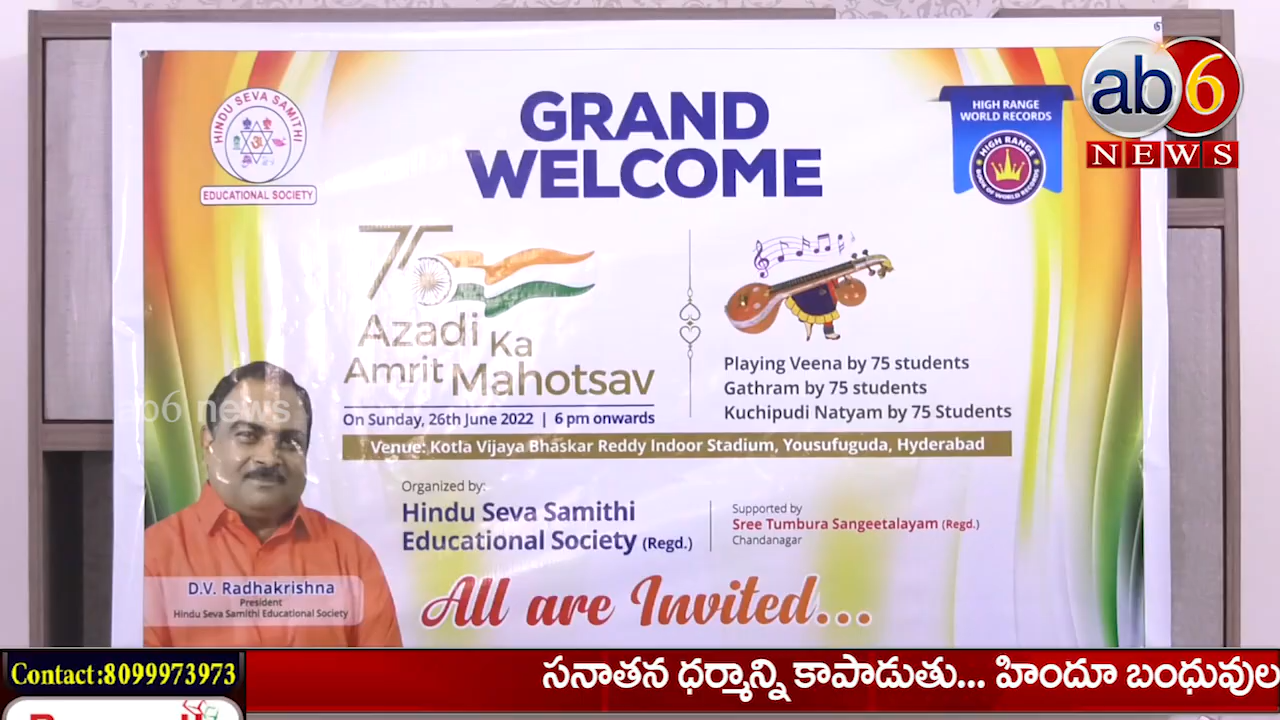 HINDU SEVA SAMITHI
EDUCATIONAL SOCIETY
GRAND
WELCOME
HIGH RANGE
WORLD RECORDS
HIGH RANGE
BOOK OF WORLD RECORDS
ab6
NEWS
75
Azadi Ka
Amrit Mahotsav
On Sunday, 26th June 2022 | 6 pm onwards
Playing Veena by 75 students
Gathram by 75 students
Kuchipudi Natyam by 75 Students
Venue: Kotla Vijaya Bhaskar Reddy Indoor Stadium, Yousufuguda, Hyderabad
ab6 news
Organized by:
Hindu Seva Samithi
Educational Society (Regd.)
Supported by
Sree Tumbura Sangeetalayam (Regd.)
Chandanagar
D.V. Radhakrishna
President
Hindu Seva Samithi Educational Society
All are Invited...
Contact:8099973973
సనాతన ధర్మాన్ని కాపాడుతు... హిందూ బంధువుల